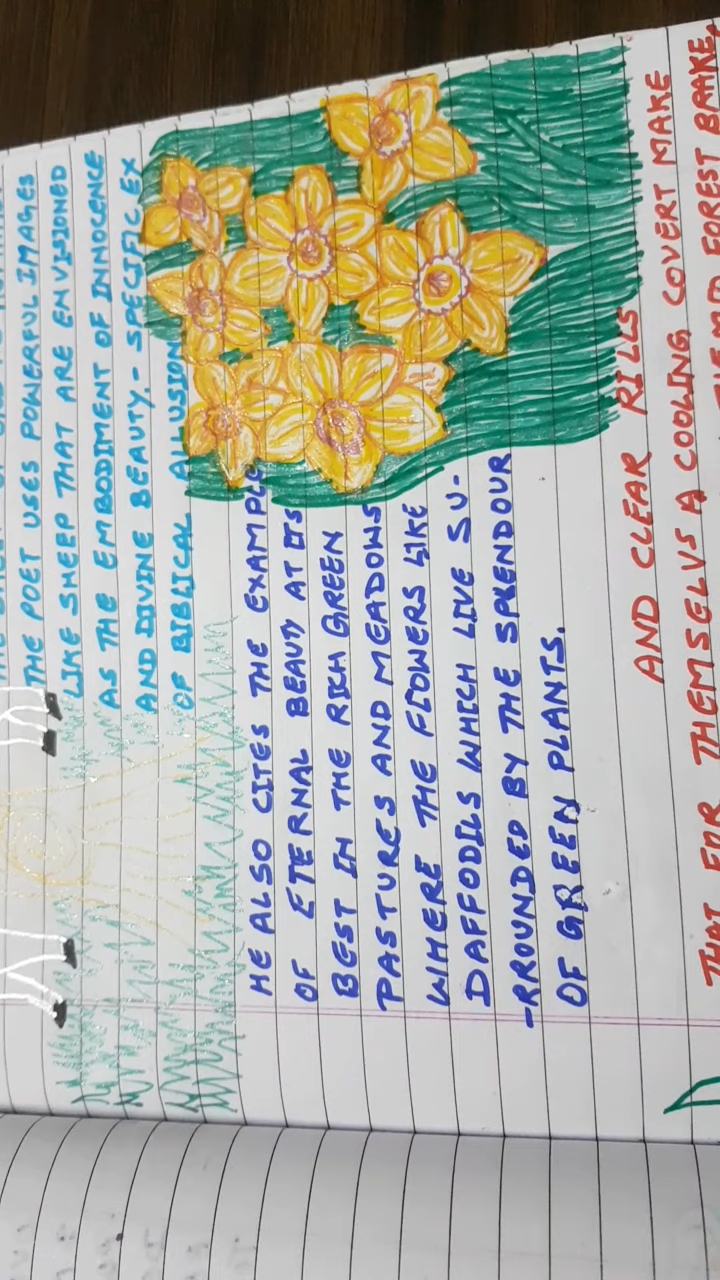 THE POET USES POWERFUL IMAGES
LIKE SHEEP THAT ARE ENVISIONED
AS THE EMBODIMENT OF INNOCENCE
AND DIVINE BEAUTY.- SPECIFIC EX
OF BIBLICAL ALLUSION
HE ALSO CITES THE EXAMPLE
OF ETERNAL BEAUTY AT ITS
BEST IN THE RICH GREEN
PASTURES AND MEADOWS
WHERE THE FLOWERS LIKE
DAFFODILS WHICH LIVE SU-
-RROUNDED BY THE SPLENDOUR
OF GREEN PLANTS.
AND CLEAR RILLS
THAT FOR THEMSELVS A COOLING COVERT MAKE
FOREST BRAKE,